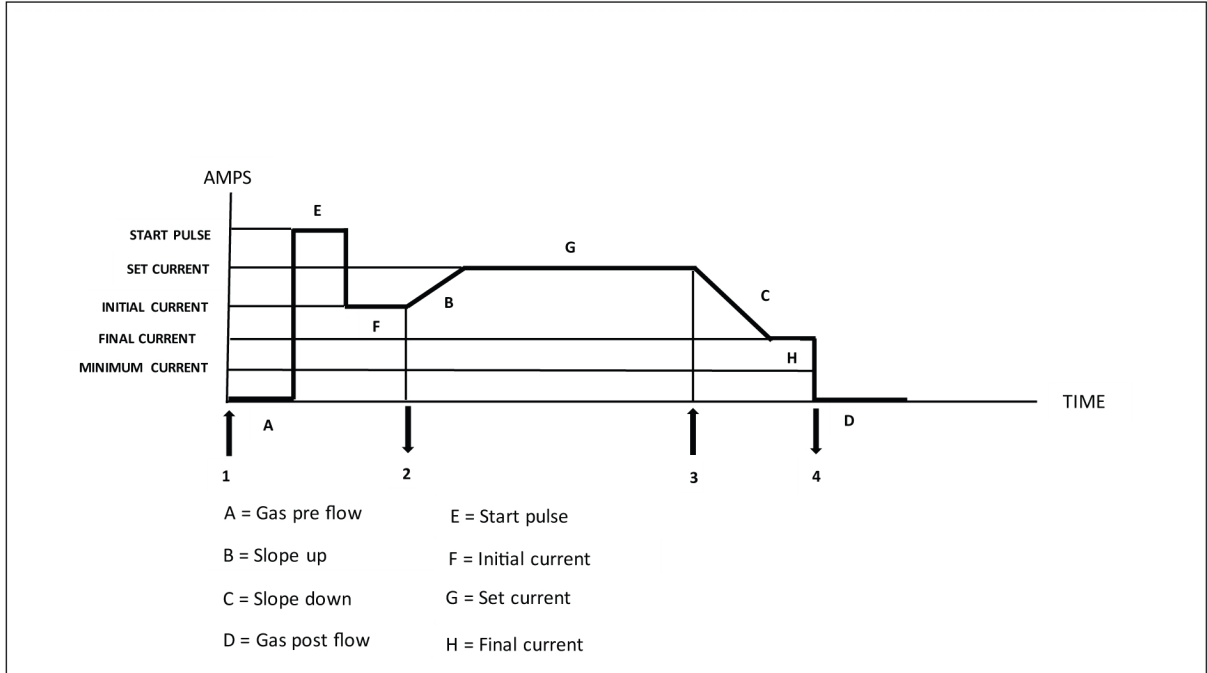 AMPS
E
START PULSE
G
SET CURRENT
C
B
INITIAL CURRENT
F
FINAL CURRENT
H
MINIMUM CURRENT
TIME
A
D
1
2
3
4
A = Gas pre flow
E = Start pulse
B = Slope up
F = Initial current
C = Slope down
G = Set current
D = Gas post flow
H = Final current